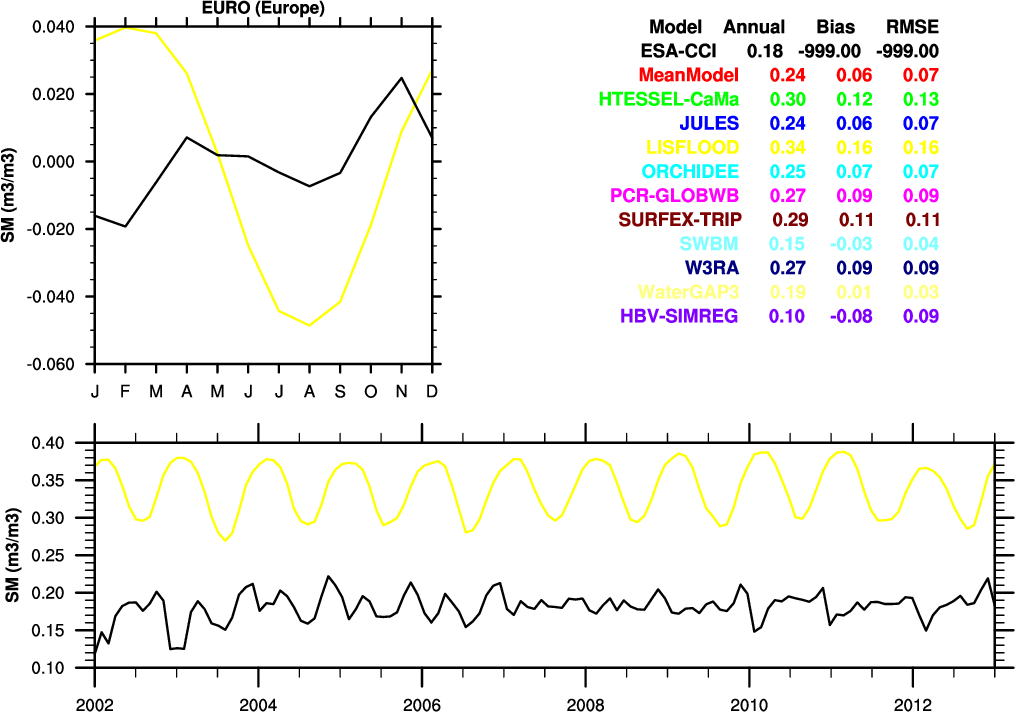 EURO (Europe)
0.040
0.020
0.000
-0.020
-0.040
-0.060
SM (m3/m3)
J F M A M J J A S O N D
Model Annual Bias RMSE
ESA-CCI 0.18 -999.00 -999.00
MeanModel 0.24 0.06 0.07
HTESSEL-CaMa 0.30 0.12 0.13
JULES 0.24 0.06 0.07
LISFLOOD 0.34 0.16 0.16
ORCHIDEE 0.25 0.07 0.07
PCR-GLOBWB 0.27 0.09 0.09
SURFEX-TRIP 0.29 0.11 0.11
SWBM 0.15 -0.03 0.04
W3RA 0.27 0.09 0.09
WaterGAP3 0.19 0.01 0.03
HBV-SIMREG 0.10 -0.08 0.09
0.40
0.35
0.30
0.25
0.20
0.15
0.10
SM (m3/m3)
2002 2004 2006 2008 2010 2012